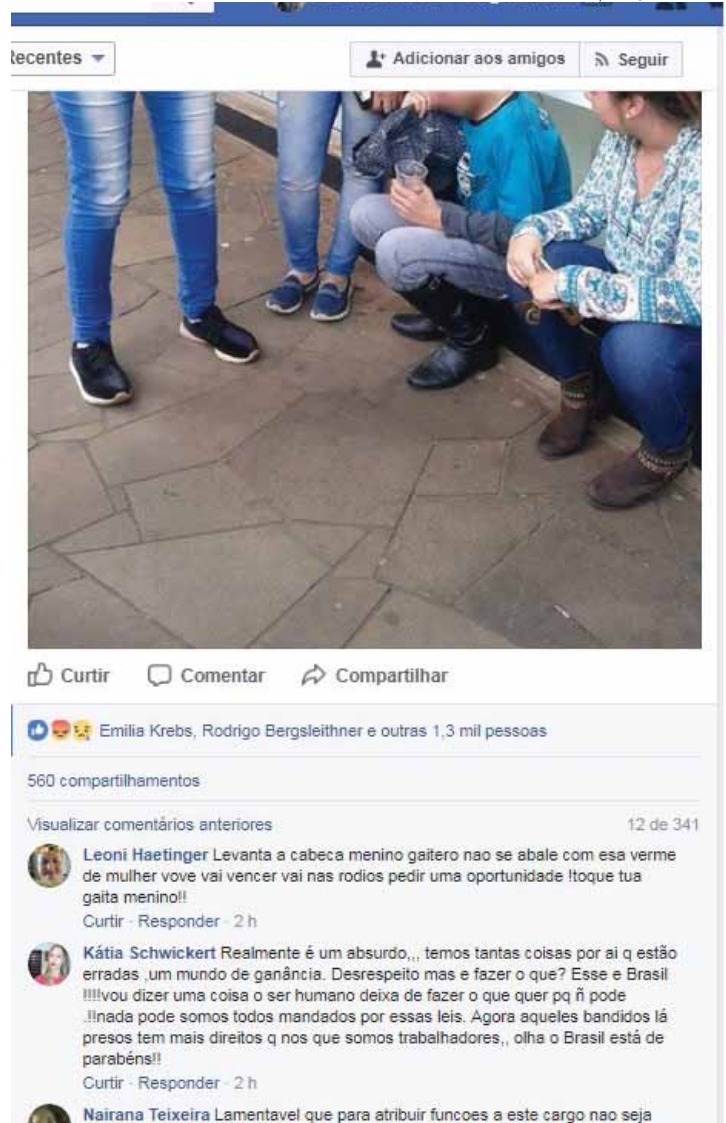 Recentes
Adicionar aos amigos
Seguir
Curtir
Comentar
Compartilhar
Emilia Krebs, Rodrigo Bergsleithner e outras 1,3 mil pessoas
560 compartilhamentos
Visualizar comentários anteriores
12 de 341
Leoni Haetinger Levanta a cabeca menino gaitero nao se abale com esa verme
de mulher vove vai vencer vai nas rodios pedir uma oportunidade !toque tua
gaita menino!!
Curtir · Responder · 2 h
Kátia Schwickert Realmente é um absurdo,,, temos tantas coisas por ai q estão
erradas ,um mundo de ganância. Desrespeito mas e fazer o que? Esse e Brasil
!!!!vou dizer uma coisa o ser humano deixa de fazer o que quer pq ñ pode
.!!nada pode somos todos mandados por essas leis. Agora aqueles bandidos lá
presos tem mais direitos q nos que somos trabalhadores,, olha o Brasil está de
parabéns!!
Curtir · Responder · 2 h
Nairana Teixeira Lamentavel que para atribuir funcoes a este cargo nao seja